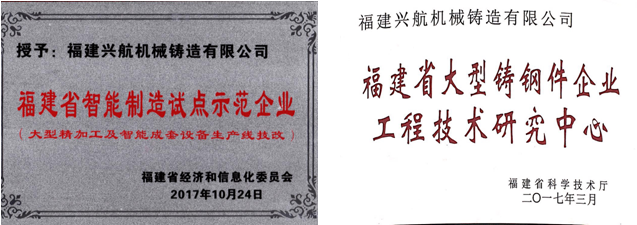 授予：福建兴航机械铸造有限公司
福建省智能制造试点示范企业
（大型精加工及智能成套设备生产线技改）
福建省经济和信息化委员会
2017年10月24日
福建兴航机械铸造有限公司
福建省大型铸钢件企业
工程技术研究中心
福建省科学技术厅
二〇一七年三月